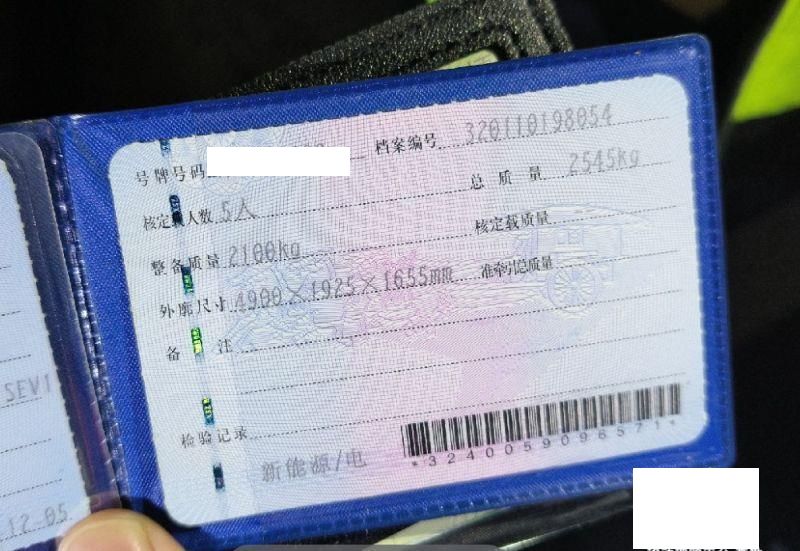 号牌号码
档案编号 320110198054
核定载人数 5人
总质量 2545kg
整备质量 2100kg
核定载质量
外廓尺寸 4900×1925×1655mm
准牵引总质量
备注
检验记录
新能源/电
*3240059096571*
SEVI
12-05